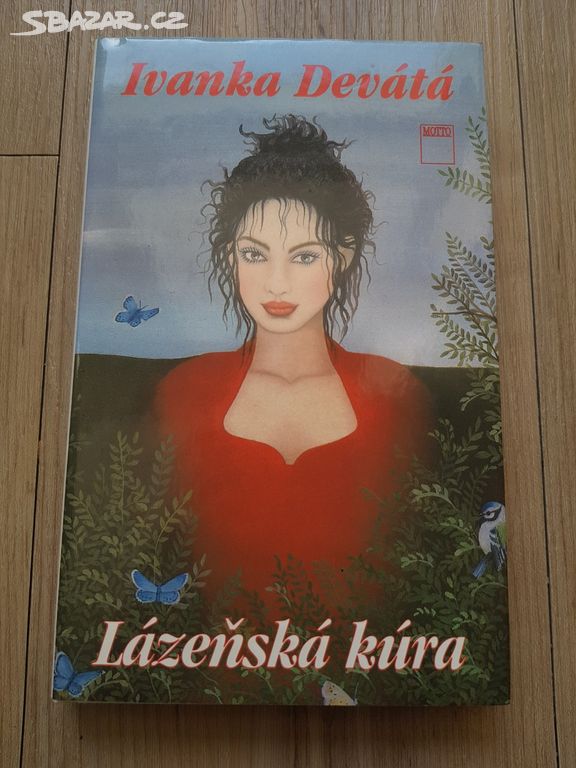 SBAZAR.CZ
Ivanka Devátá
MOTTO
Lázeňská kúra